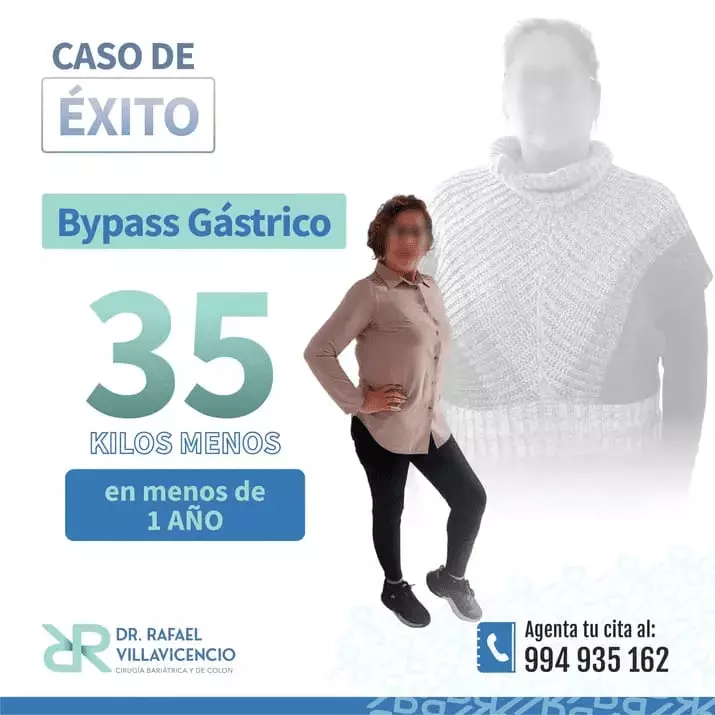 CASO DE
ÉXITO
Bypass Gástrico
35
KILOS MENOS
en menos de
1 AÑO
DR. RAFAEL
VILLAVICENCIO
CIRUGÍA BARIÁTRICA Y DE COLON
Agenta tu cita al:
994 935 162